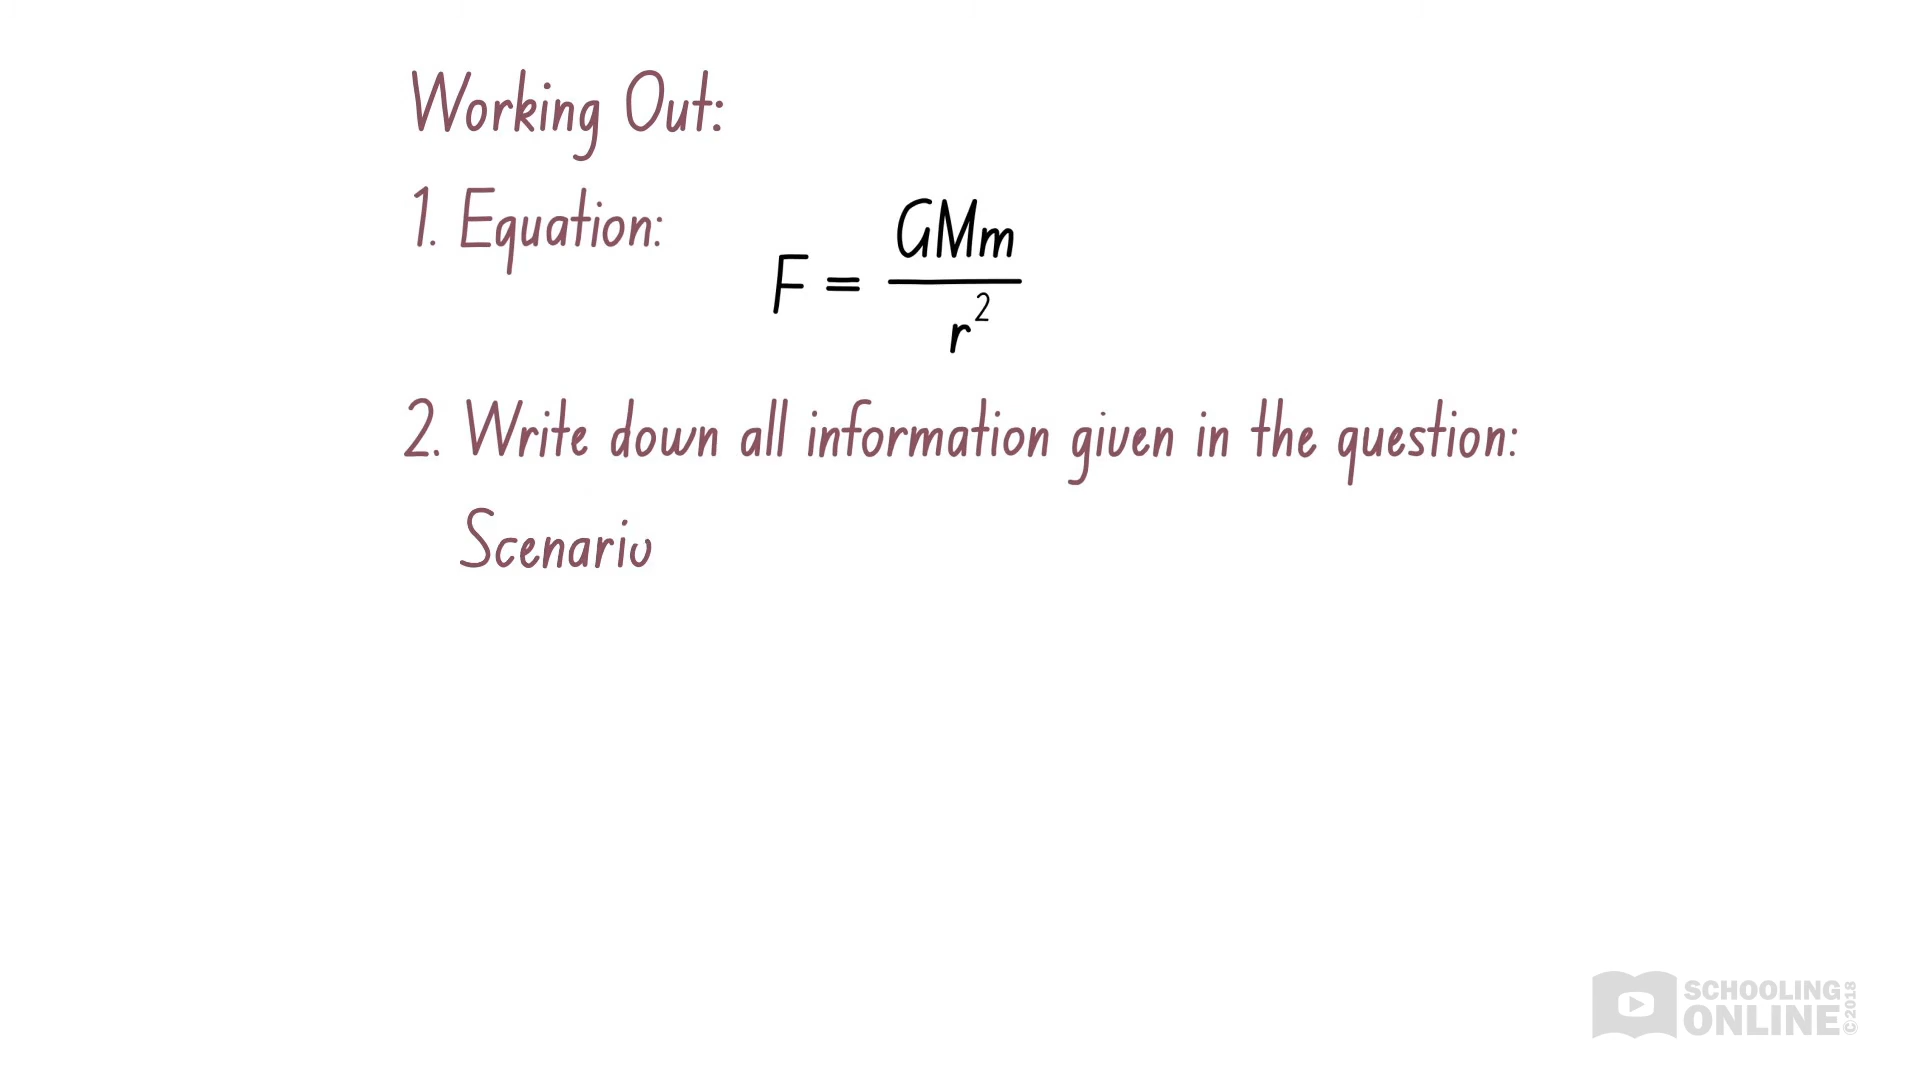 Working Out:
1. Equation:
F = GMm / r²
2. Write down all information given in the question:
Scenario
SCHOOLING
ONLINE
©2018